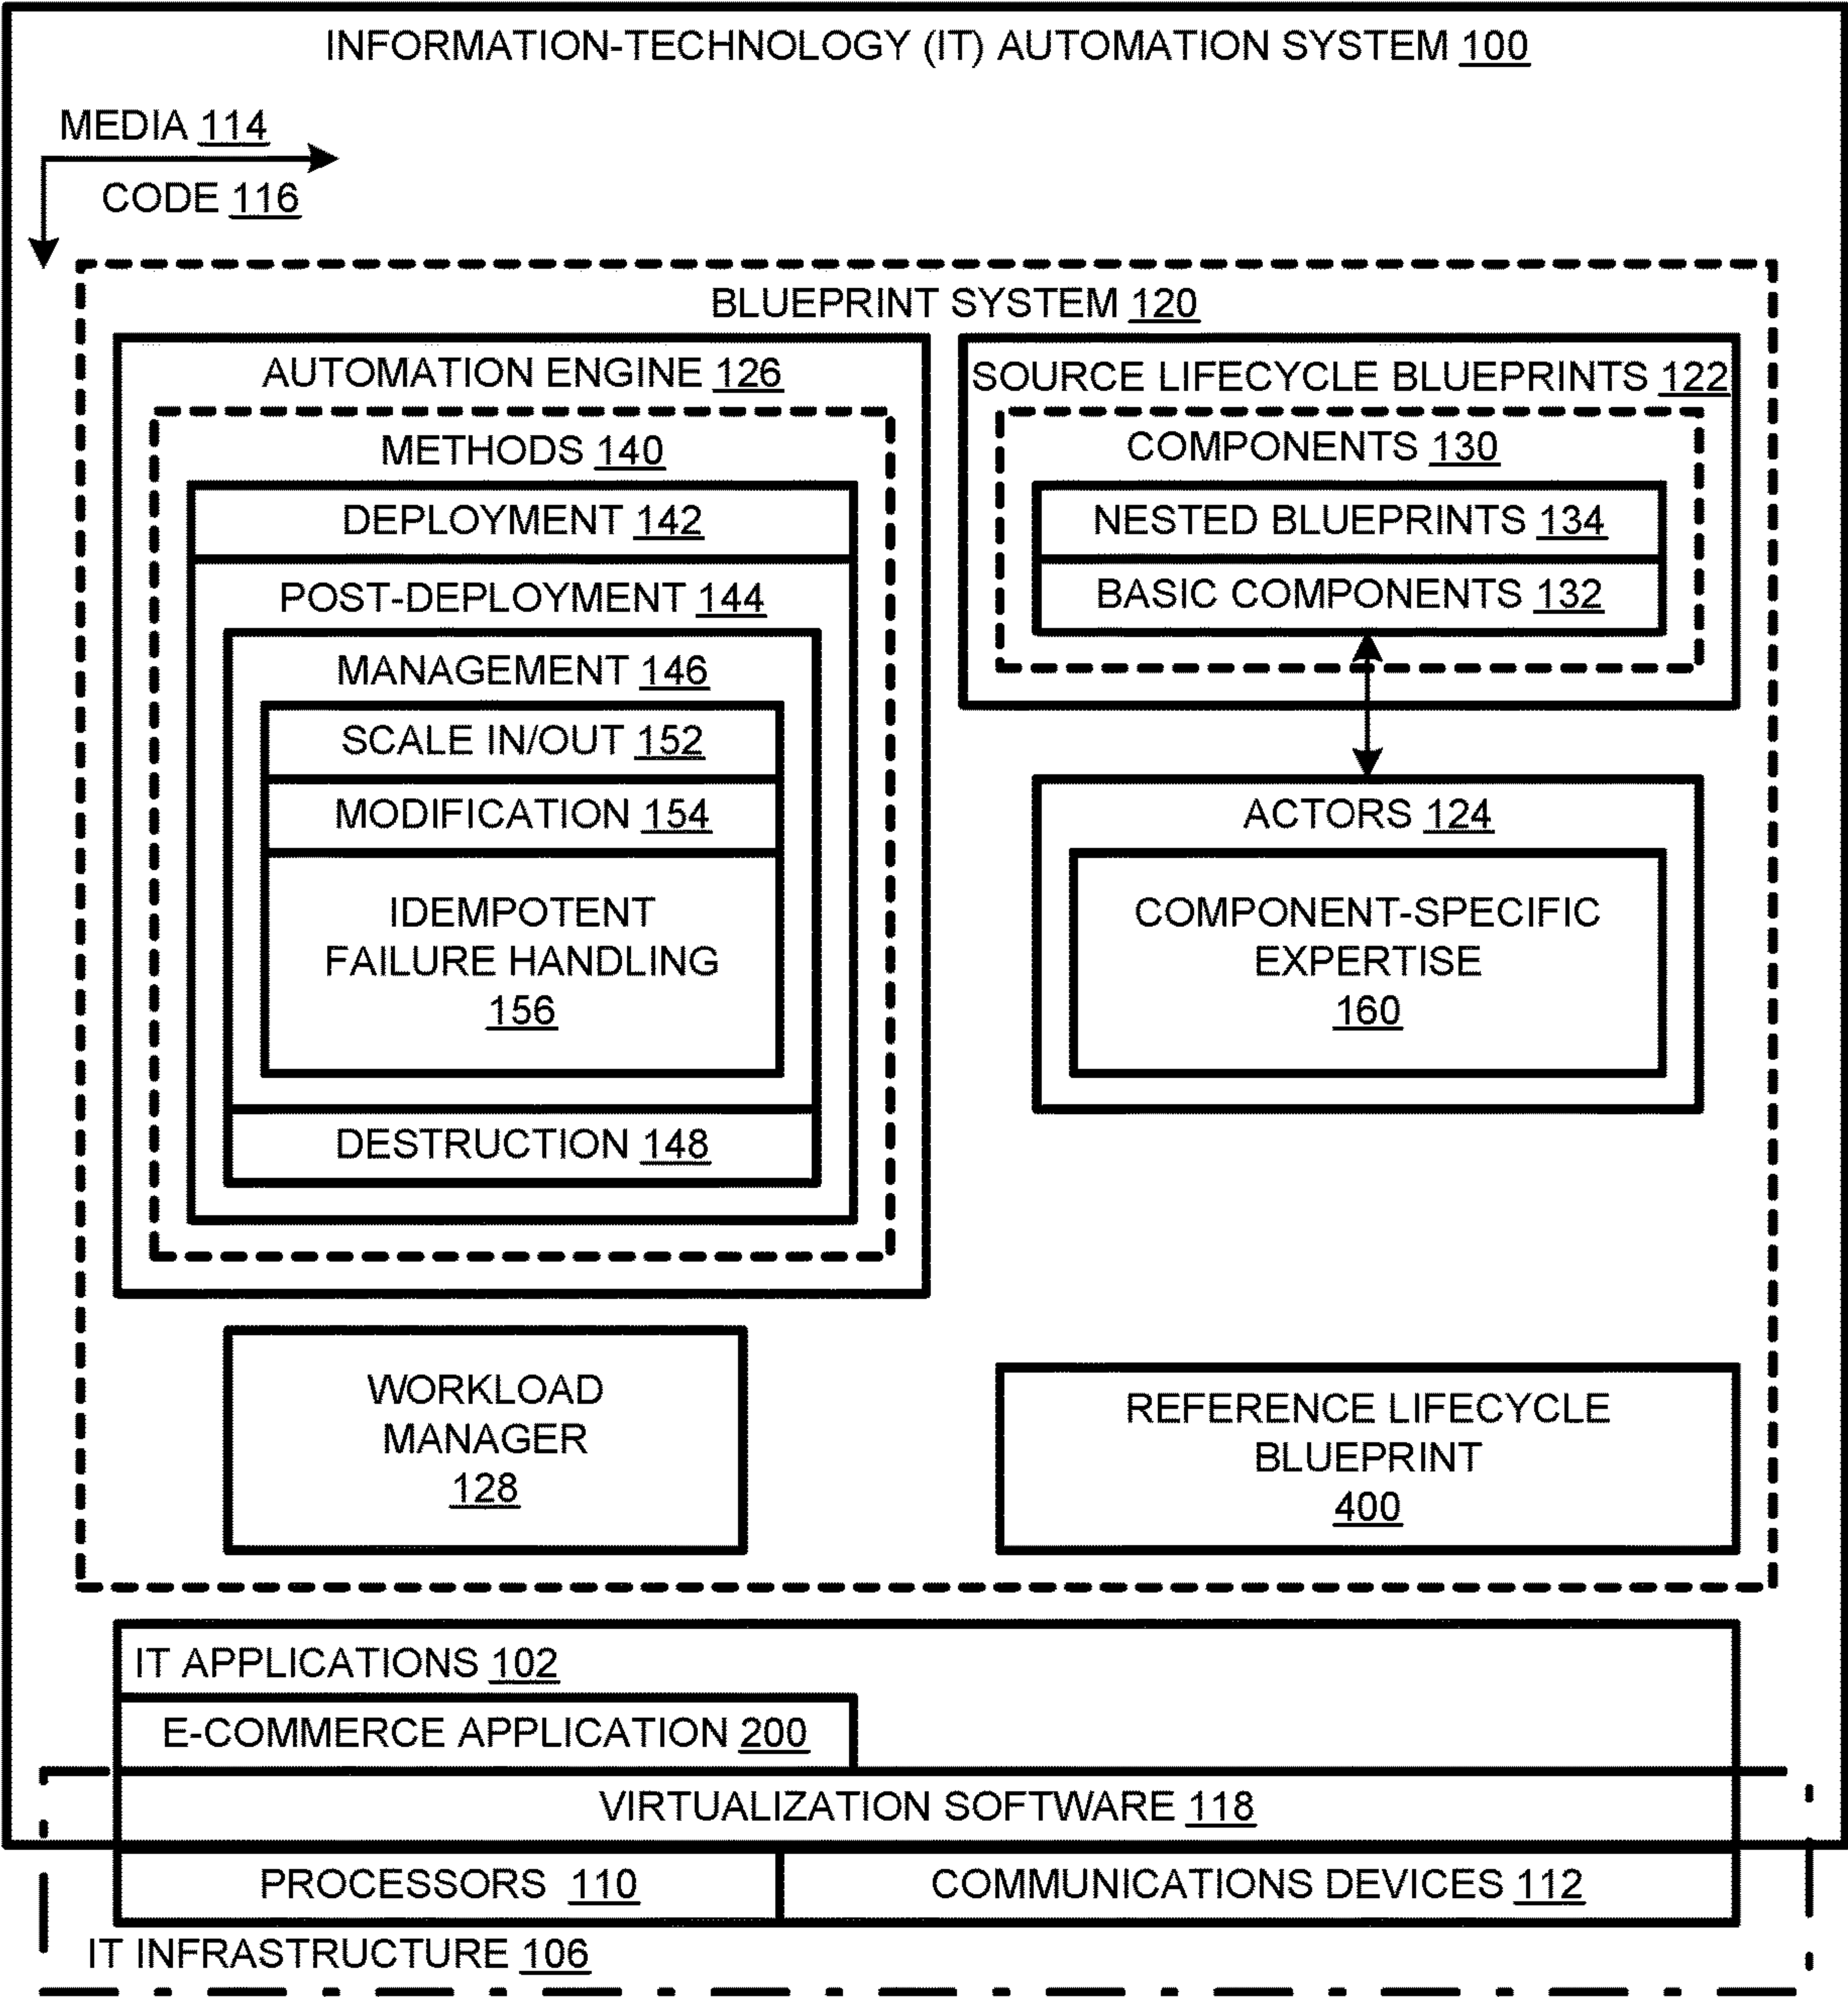 INFORMATION-TECHNOLOGY (IT) AUTOMATION SYSTEM 100
MEDIA 114
CODE 116
BLUEPRINT SYSTEM 120
AUTOMATION ENGINE 126
METHODS 140
DEPLOYMENT 142
POST-DEPLOYMENT 144
MANAGEMENT 146
SCALE IN/OUT 152
MODIFICATION 154
IDEMPOTENT
FAILURE HANDLING
156
DESTRUCTION 148
SOURCE LIFECYCLE BLUEPRINTS 122
COMPONENTS 130
NESTED BLUEPRINTS 134
BASIC COMPONENTS 132
ACTORS 124
COMPONENT-SPECIFIC
EXPERTISE
160
WORKLOAD
MANAGER
128
REFERENCE LIFECYCLE
BLUEPRINT
400
IT APPLICATIONS 102
E-COMMERCE APPLICATION 200
VIRTUALIZATION SOFTWARE 118
PROCESSORS 110
COMMUNICATIONS DEVICES 112
IT INFRASTRUCTURE 106